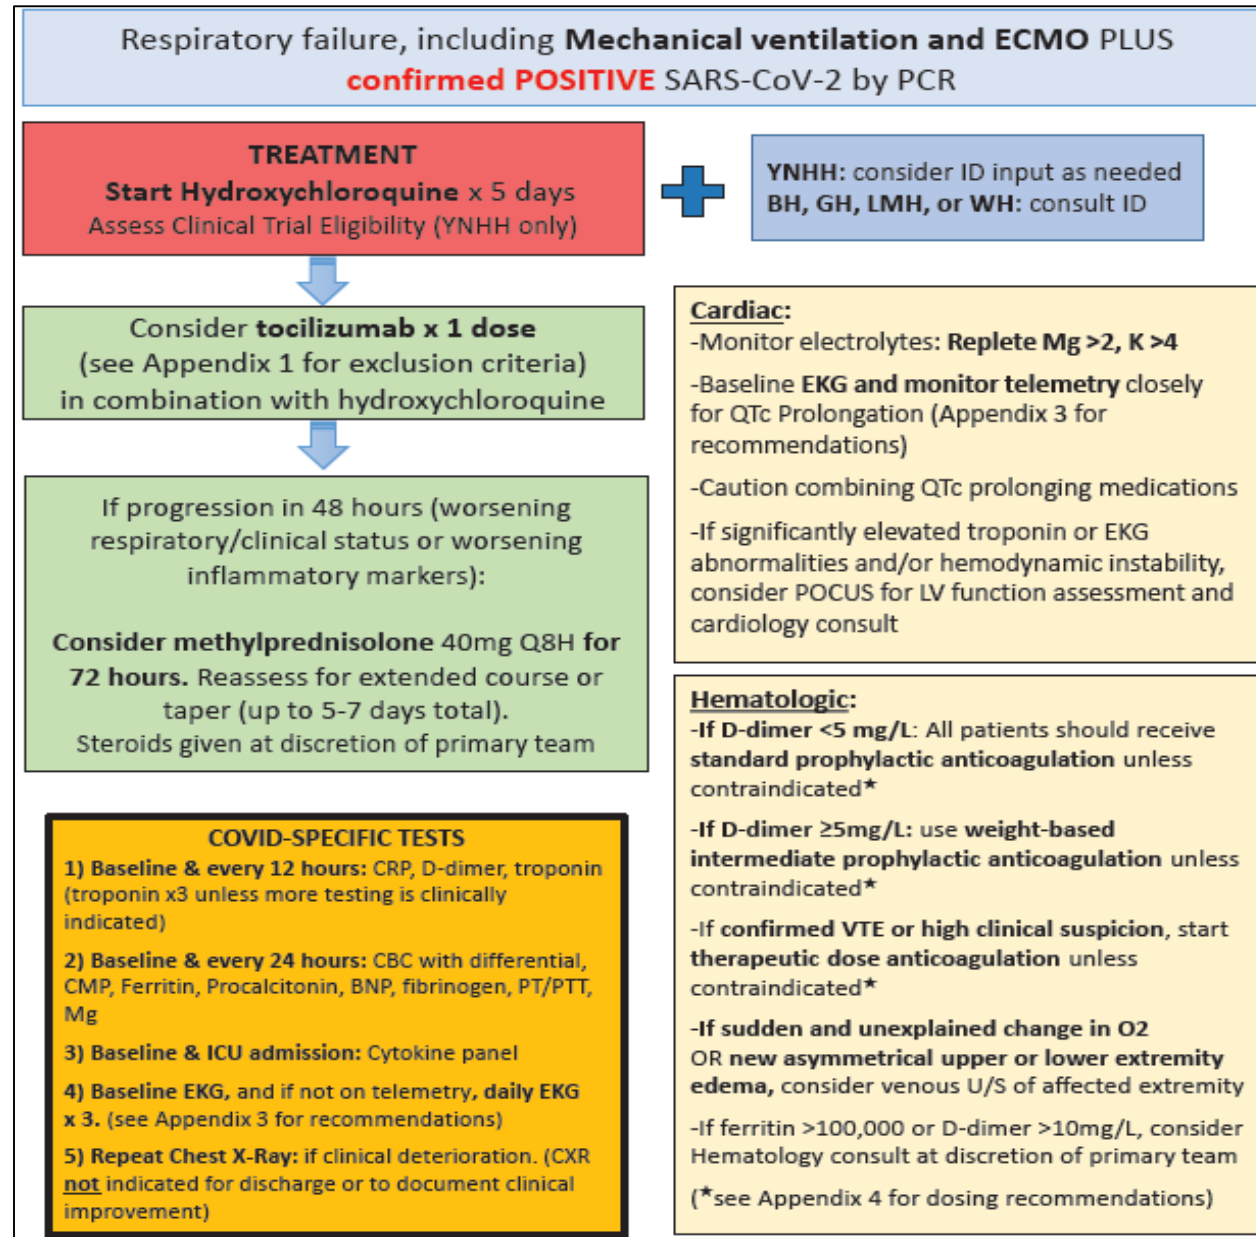 Respiratory failure, including Mechanical ventilation and ECMO PLUS
confirmed POSITIVE SARS-CoV-2 by PCR
TREATMENT
Start Hydroxychloroquine x 5 days
Assess Clinical Trial Eligibility (YNHH only)
YNHH: consider ID input as needed
BH, GH, LMH, or WH: consult ID
Consider tocilizumab x 1 dose
(see Appendix 1 for exclusion criteria)
in combination with hydroxychloroquine
If progression in 48 hours (worsening
respiratory/clinical status or worsening
inflammatory markers):
Consider methylprednisolone 40mg Q8H for
72 hours. Reassess for extended course or
taper (up to 5-7 days total).
Steroids given at discretion of primary team
COVID-SPECIFIC TESTS
1) Baseline & every 12 hours: CRP, D-dimer, troponin
(troponin x3 unless more testing is clinically
indicated)
2) Baseline & every 24 hours: CBC with differential,
CMP, Ferritin, Procalcitonin, BNP, fibrinogen, PT/PTT,
Mg
3) Baseline & ICU admission: Cytokine panel
4) Baseline EKG, and if not on telemetry, daily EKG
x 3. (see Appendix 3 for recommendations)
5) Repeat Chest X-Ray: if clinical deterioration. (CXR
not indicated for discharge or to document clinical
improvement)
Cardiac:
-Monitor electrolytes: Replete Mg >2, K >4
-Baseline EKG and monitor telemetry closely
for QTc Prolongation (Appendix 3 for
recommendations)
-Caution combining QTc prolonging medications
-If significantly elevated troponin or EKG
abnormalities and/or hemodynamic instability,
consider POCUS for LV function assessment and
cardiology consult
Hematologic:
-If D-dimer <5 mg/L: All patients should receive
standard prophylactic anticoagulation unless
contraindicated★
-If D-dimer ≥5mg/L: use weight-based
intermediate prophylactic anticoagulation unless
contraindicated★
-If confirmed VTE or high clinical suspicion, start
therapeutic dose anticoagulation unless
contraindicated★
-If sudden and unexplained change in O2
OR new asymmetrical upper or lower extremity
edema, consider venous U/S of affected extremity
-If ferritin >100,000 or D-dimer >10mg/L, consider
Hematology consult at discretion of primary team
(★see Appendix 4 for dosing recommendations)